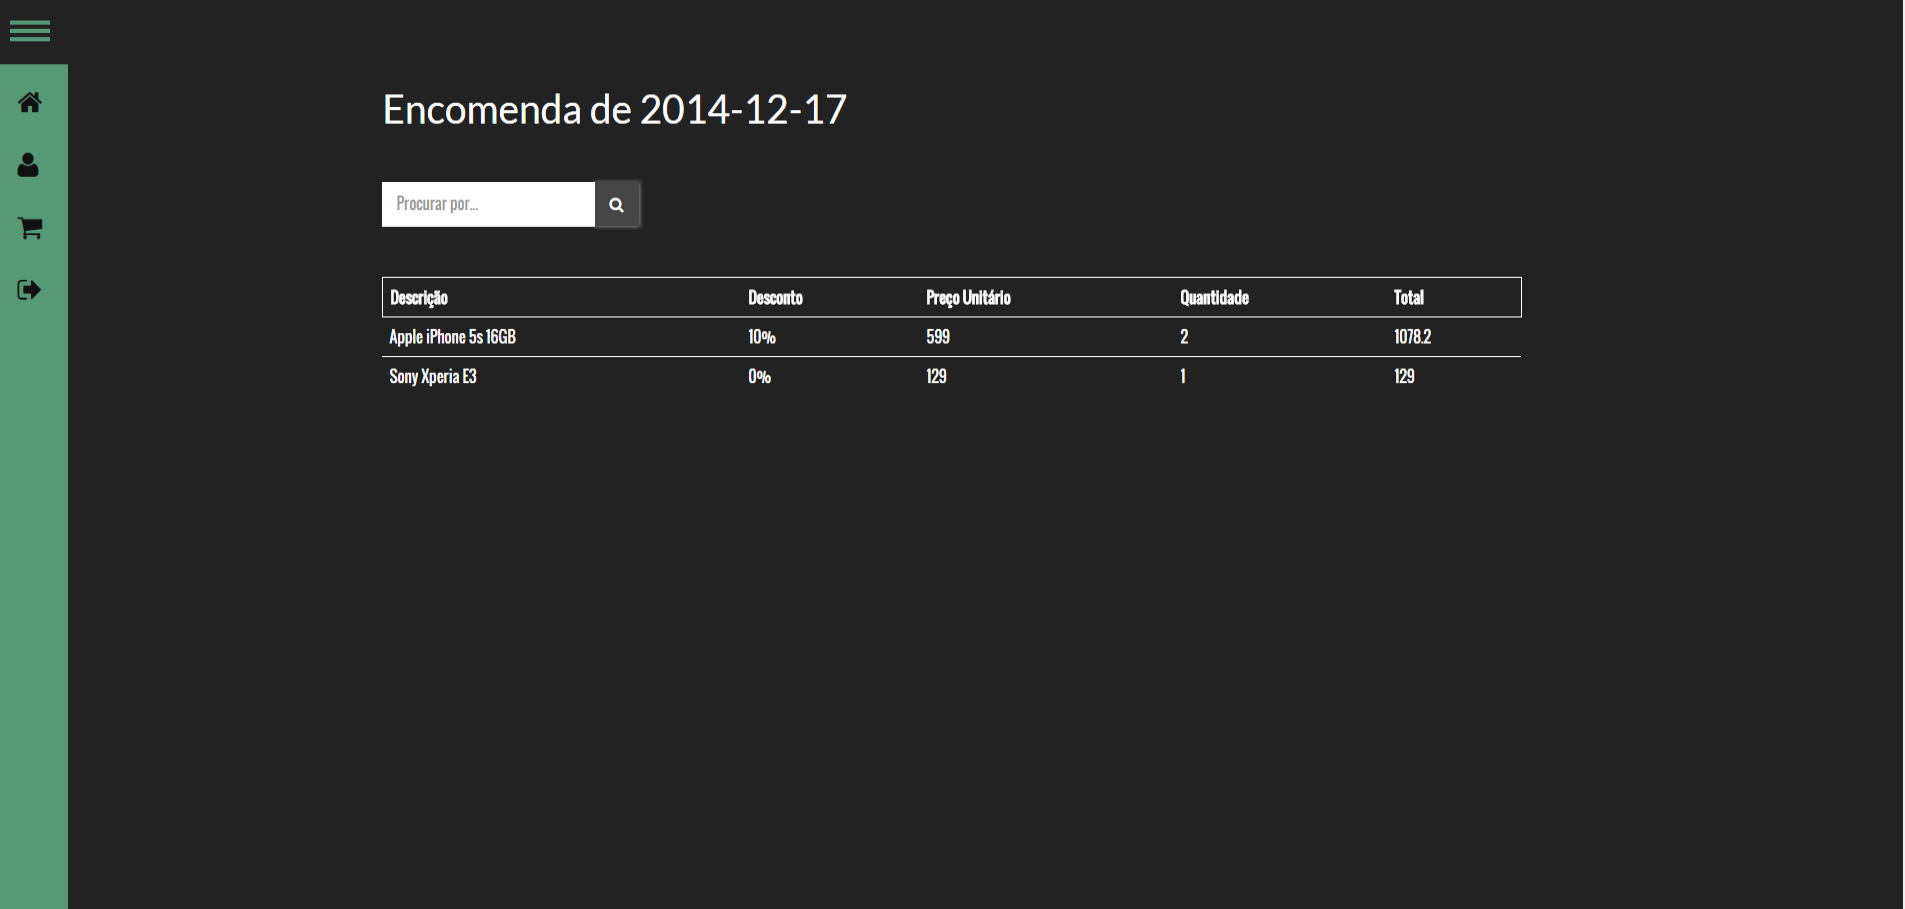 Encomenda de 2014-12-17
Procurar por...
Descrição Desconto Preço Unitário Quantidade Total
Apple iPhone 5s 16GB 10% 599 2 1078.2
Sony Xperia E3 0% 129 1 129